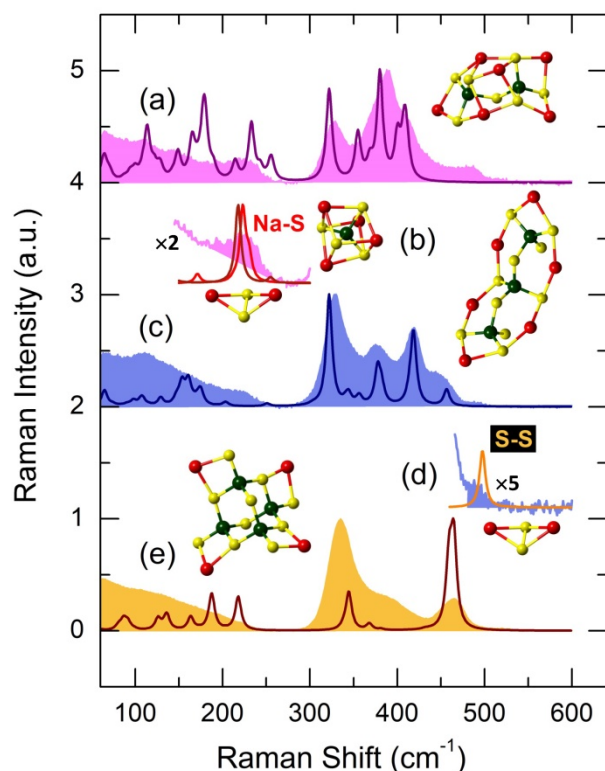 5
(a)
4
×2
Na-S
(b)
3
(c)
2
S-S
(d)
×5
1
(e)
0
100 200 300 400 500 600
Raman Intensity (a.u.)
Raman Shift (cm⁻¹)